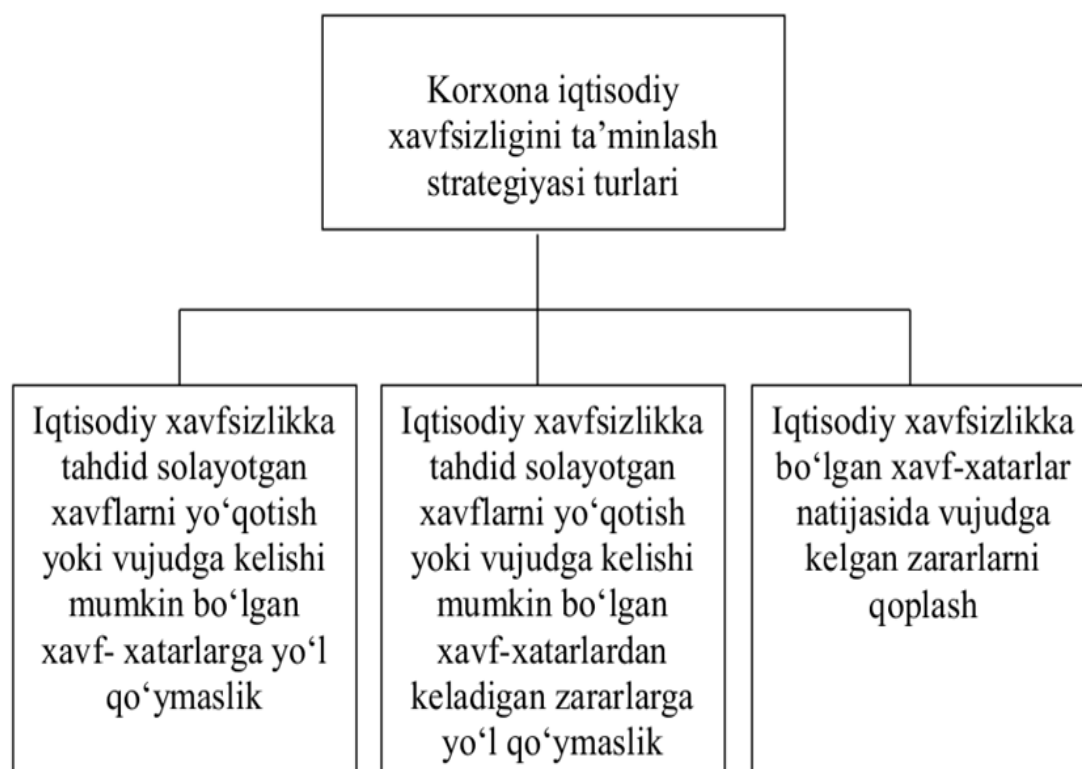 Korxona iqtisodiy
xavfsizligini ta’minlash
strategiyasi turlari
Iqtisodiy xavfsizlikka
tahdid solayotgan
xavflarni yo‘qotish
yoki vujudga kelishi
mumkin bo‘lgan
xavf- xatarlarga yo‘l
qo‘ymaslik
Iqtisodiy xavfsizlikka
tahdid solayotgan
xavflarni yo‘qotish
yoki vujudga kelishi
mumkin bo‘lgan
xavf-xatarlardan
keladigan zararlarga
yo‘l qo‘ymaslik
Iqtisodiy xavfsizlikka
bo‘lgan xavf-xatarlar
natijasida vujudga
kelgan zararlarni
qoplash